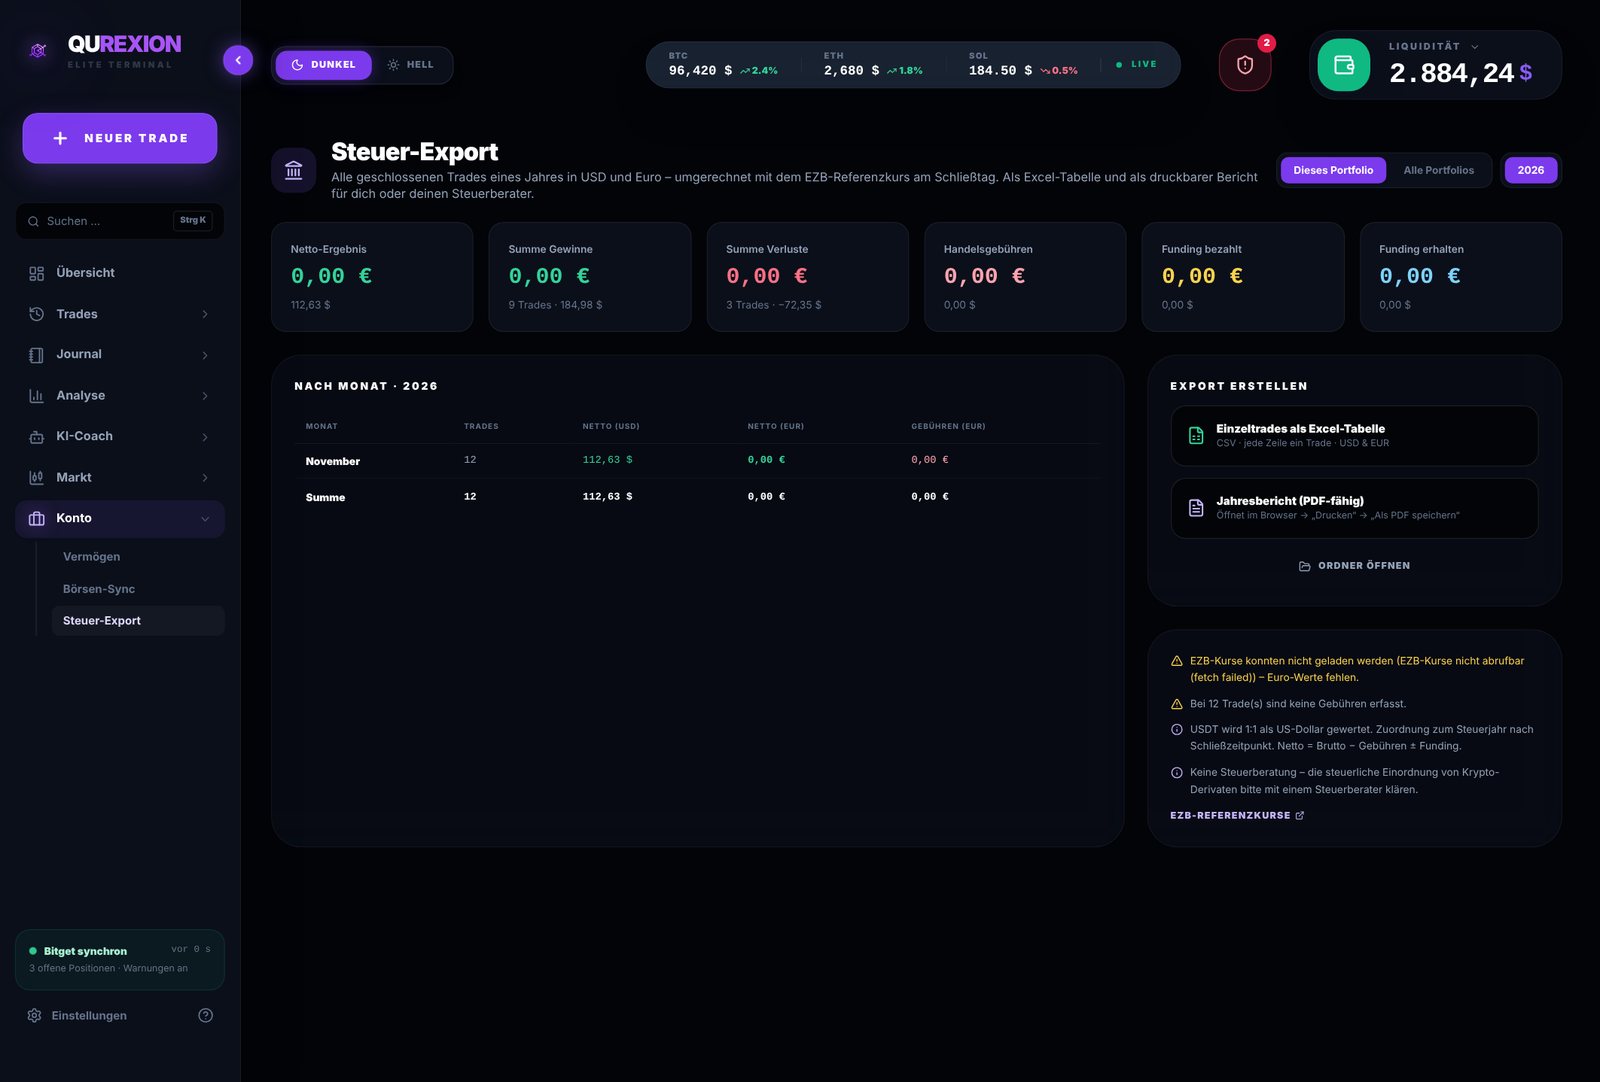 QUREXION
ELITE TERMINAL
NEUER TRADE
Suchen ...
Strg K
Übersicht
Trades
Journal
Analyse
KI-Coach
Markt
Konto
Vermögen
Börsen-Sync
Steuer-Export
Bitget synchron
vor 0 s
3 offene Positionen · Warnungen an
Einstellungen
DUNKEL
HELL
BTC
96,420 $ 2.4%
ETH
2,680 $ 1.8%
SOL
184.50 $ 0.5%
LIVE
2
LIQUIDITÄT
2.884,24 $
Steuer-Export
Alle geschlossenen Trades eines Jahres in USD und Euro – umgerechnet mit dem EZB-Referenzkurs am Schließtag. Als Excel-Tabelle und als druckbarer Bericht
für dich oder deinen Steuerberater.
Dieses Portfolio
Alle Portfolios
2026
Netto-Ergebnis
0,00 €
112,63 $
Summe Gewinne
0,00 €
9 Trades · 184,98 $
Summe Verluste
0,00 €
3 Trades · −72,35 $
Handelsgebühren
0,00 €
0,00 $
Funding bezahlt
0,00 €
0,00 $
Funding erhalten
0,00 €
0,00 $
NACH MONAT · 2026
MONAT TRADES NETTO (USD) NETTO (EUR) GEBÜHREN (EUR)
November 12 112,63 $ 0,00 € 0,00 €
Summe 12 112,63 $ 0,00 € 0,00 €
EXPORT ERSTELLEN
Einzeltrades als Excel-Tabelle
CSV · jede Zeile ein Trade · USD & EUR
Jahresbericht (PDF-fähig)
Öffnet im Browser → „Drucken“ → „Als PDF speichern“
ORDNER ÖFFNEN
EZB-Kurse konnten nicht geladen werden (EZB-Kurse nicht abrufbar
(fetch failed)) – Euro-Werte fehlen.
Bei 12 Trade(s) sind keine Gebühren erfasst.
USDT wird 1:1 als US-Dollar gewertet. Zuordnung zum Steuerjahr nach
Schließzeitpunkt. Netto = Brutto − Gebühren ± Funding.
Keine Steuerberatung – die steuerliche Einordnung von Krypto-
Derivaten bitte mit einem Steuerberater klären.
EZB-REFERENZKURSE